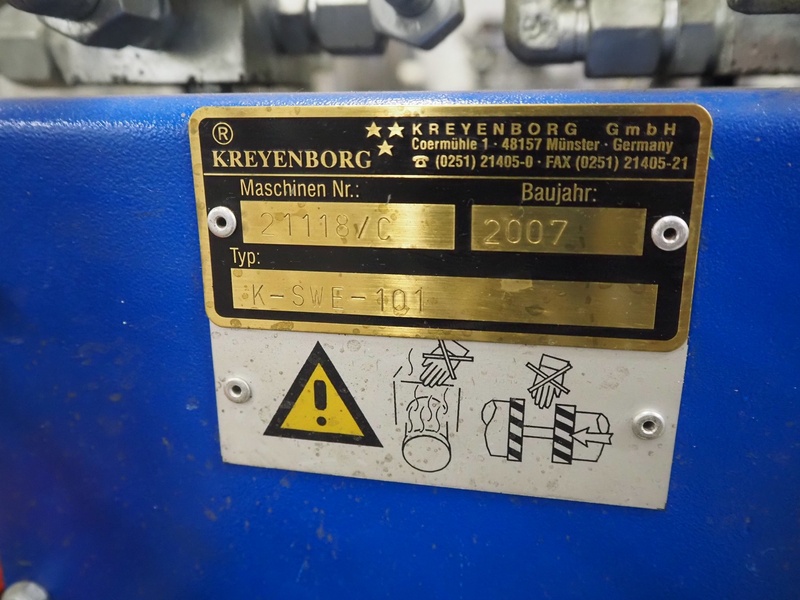 ®
KREYENBORG
KREYENBORG GmbH
Coermühle 1 · 48157 Münster · Germany
☎ (0251) 21405-0 · FAX (0251) 21405-21
Maschinen Nr.: Baujahr:
21118/C 2007
Typ:
K-SWE-101
!